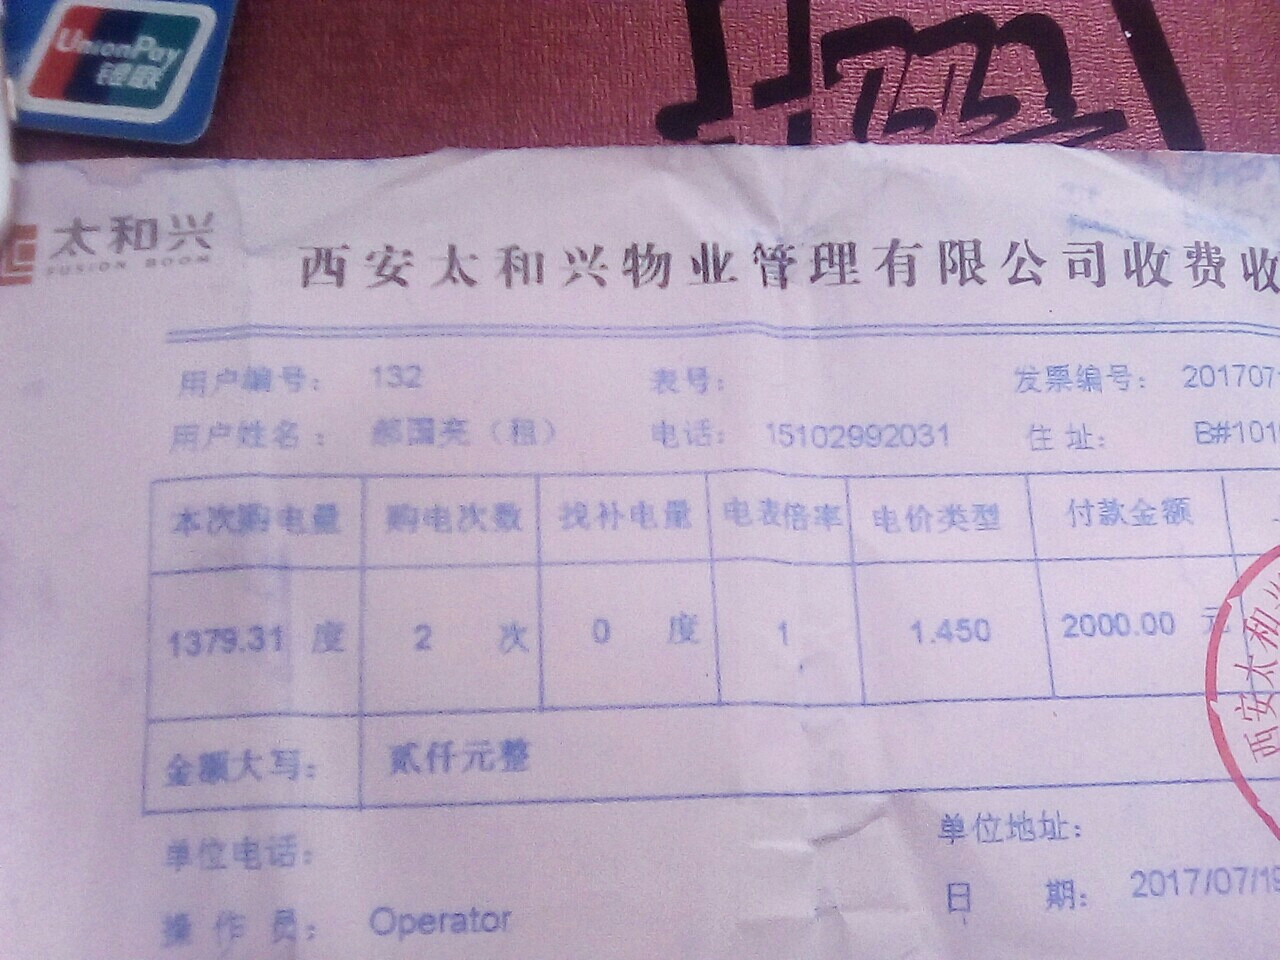 UnionPay
银联
太和兴
FUSION BOOM
西安太和兴物业管理有限公司收费收
用户编号： 132 表号： 发票编号： 201707
用户姓名： 郝国亮（租） 电话： 15102992031 住 址： B#101
本次购电量 购电次数 找补电量 电表倍率 电价类型 付款金额
1379.31 度 2 次 0 度 1 1.450 2000.00 元
金额大写： 贰仟元整
西安太和兴
单位电话： 单位地址：
操 作 员： Operator 日 期： 2017/07/19